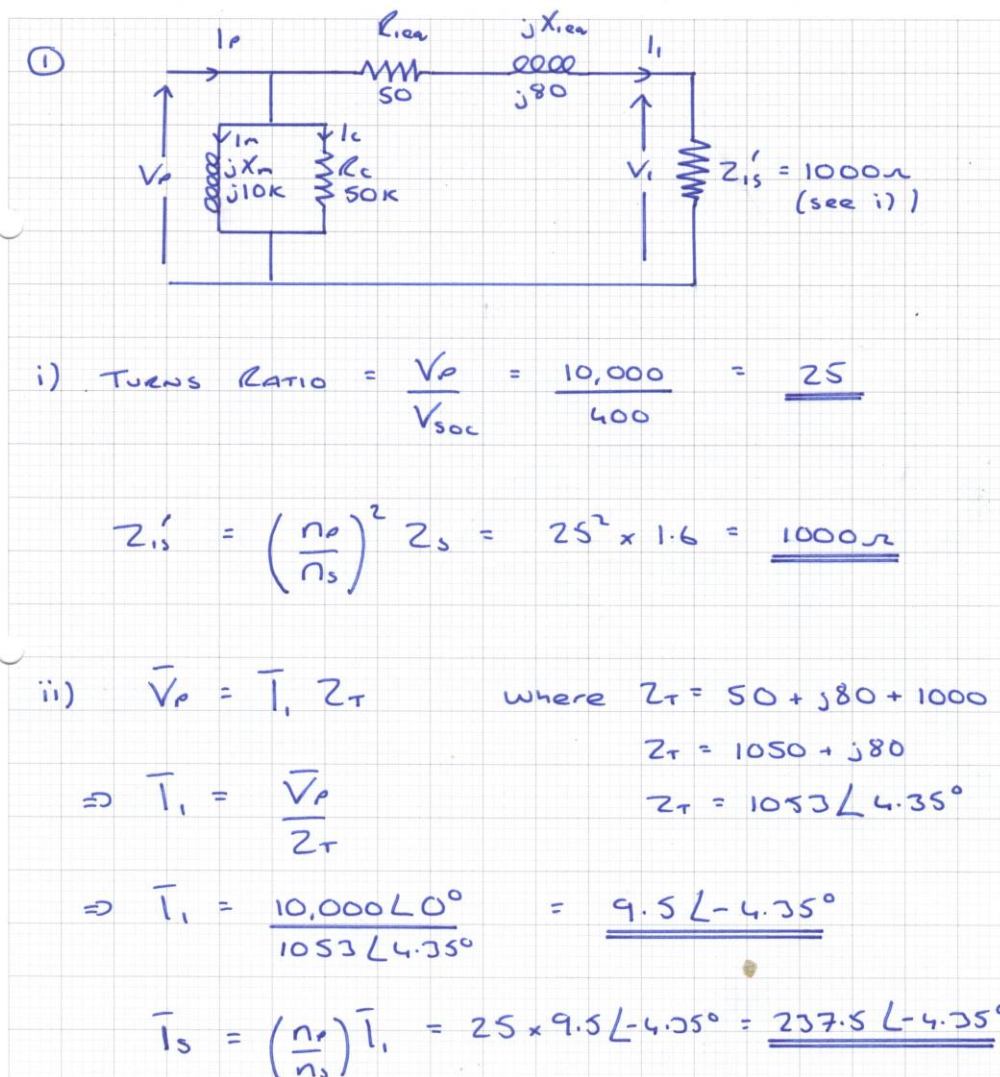 ①
Ip R1eq jX1eq I1
50 j80
Im Ic
Vp jXm Rc V1 Z1s' = 1000Ω
j10K 50K (see i))
i) TURNS RATIO = Vp / Vsoc = 10,000 / 400 = 25
Z1s' = (np / ns)² Zs = 25² × 1.6 = 1000Ω
ii) V̄p = Ī1 ZT where ZT = 50 + j80 + 1000
ZT = 1050 + j80
⇒ Ī1 = V̄p / ZT ZT = 1053∠4.35°
⇒ Ī1 = 10,000∠0° / 1053∠4.35° = 9.5∠-4.35°
Īs = (np / ns) Ī1 = 25 × 9.5∠-4.35° = 237.5∠-4.35°